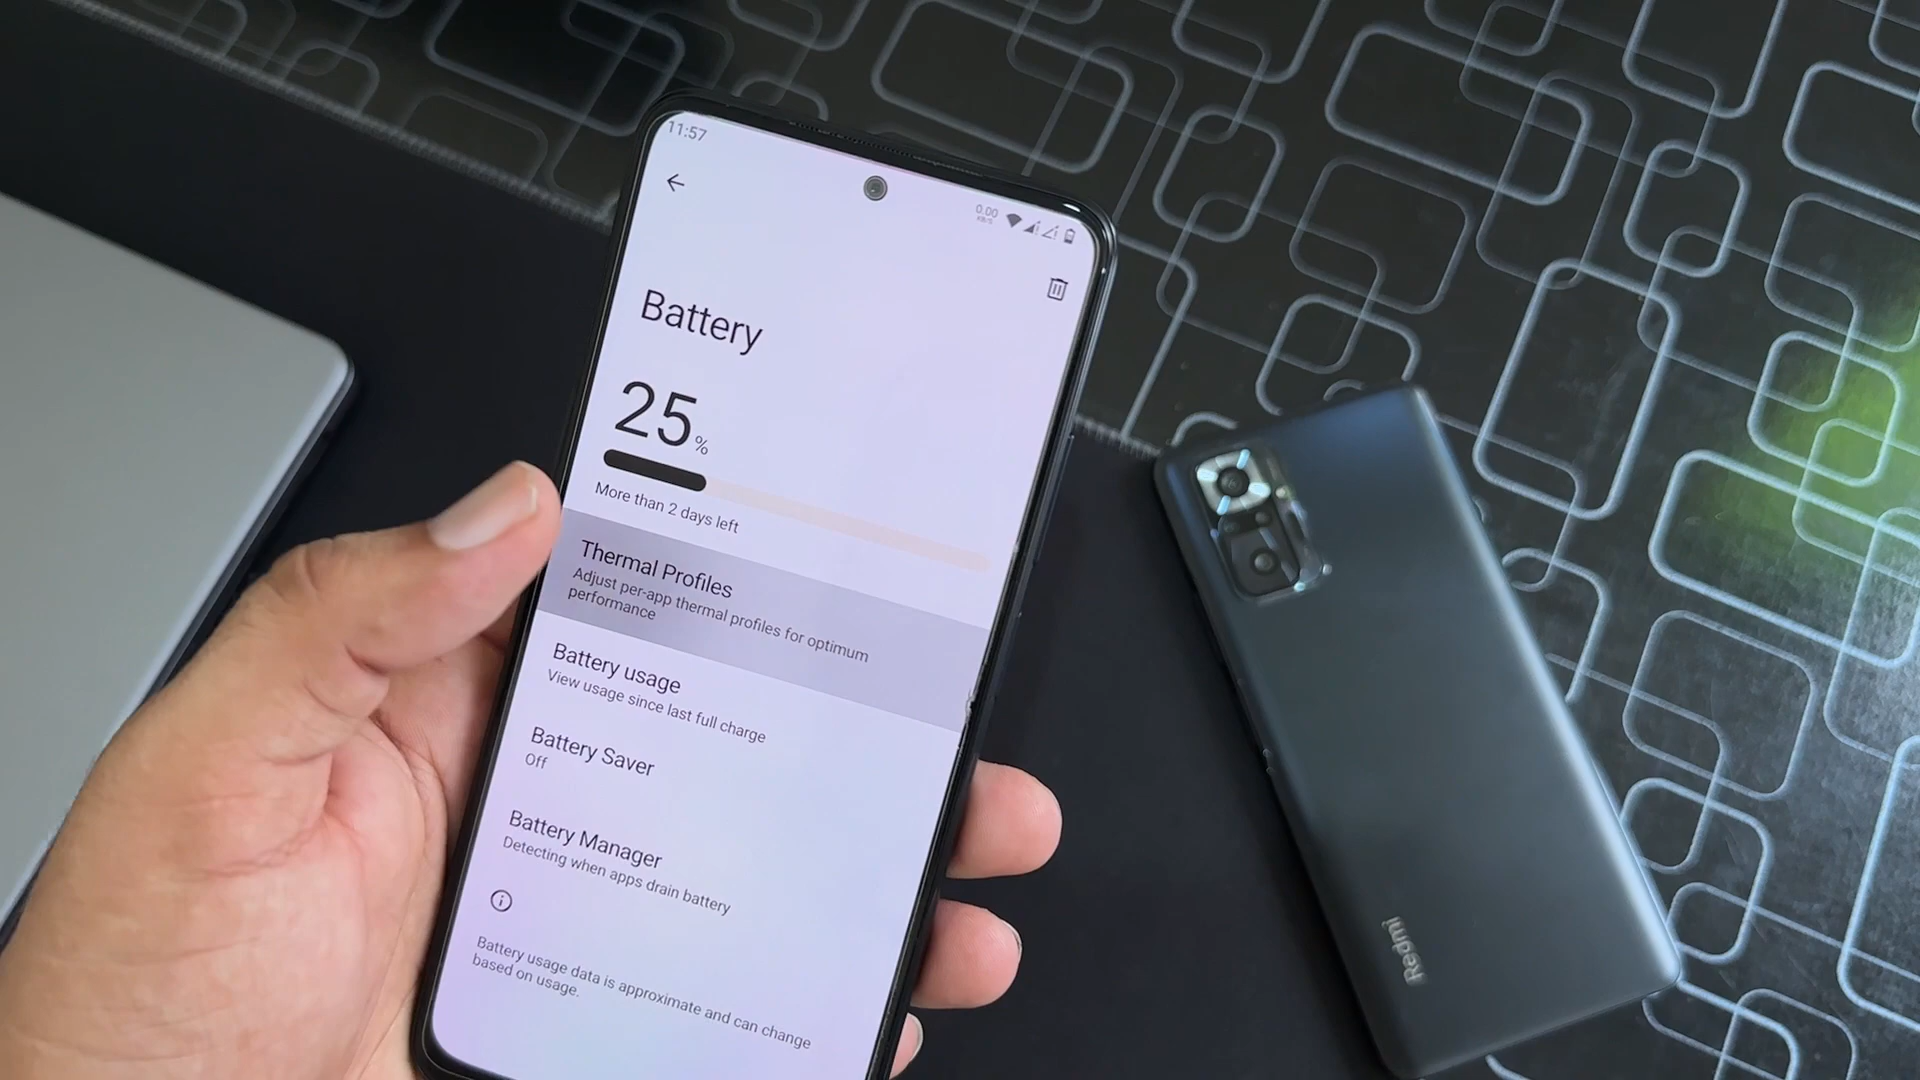 11:57
0.00
KB/S
Battery
25%
More than 2 days left
Thermal Profiles
Adjust per-app thermal profiles for optimum
performance
Battery usage
View usage since last full charge
Battery Saver
Off
Battery Manager
Detecting when apps drain battery
Battery usage data is approximate and can change
based on usage.
Redmi